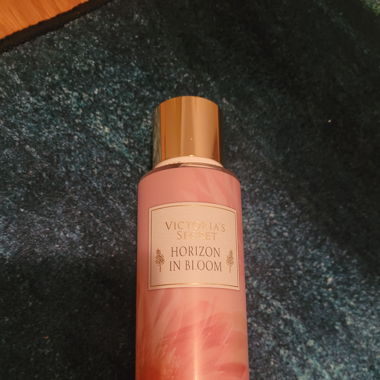 VICTORIA'S
SECRET
HORIZON
IN BLOOM